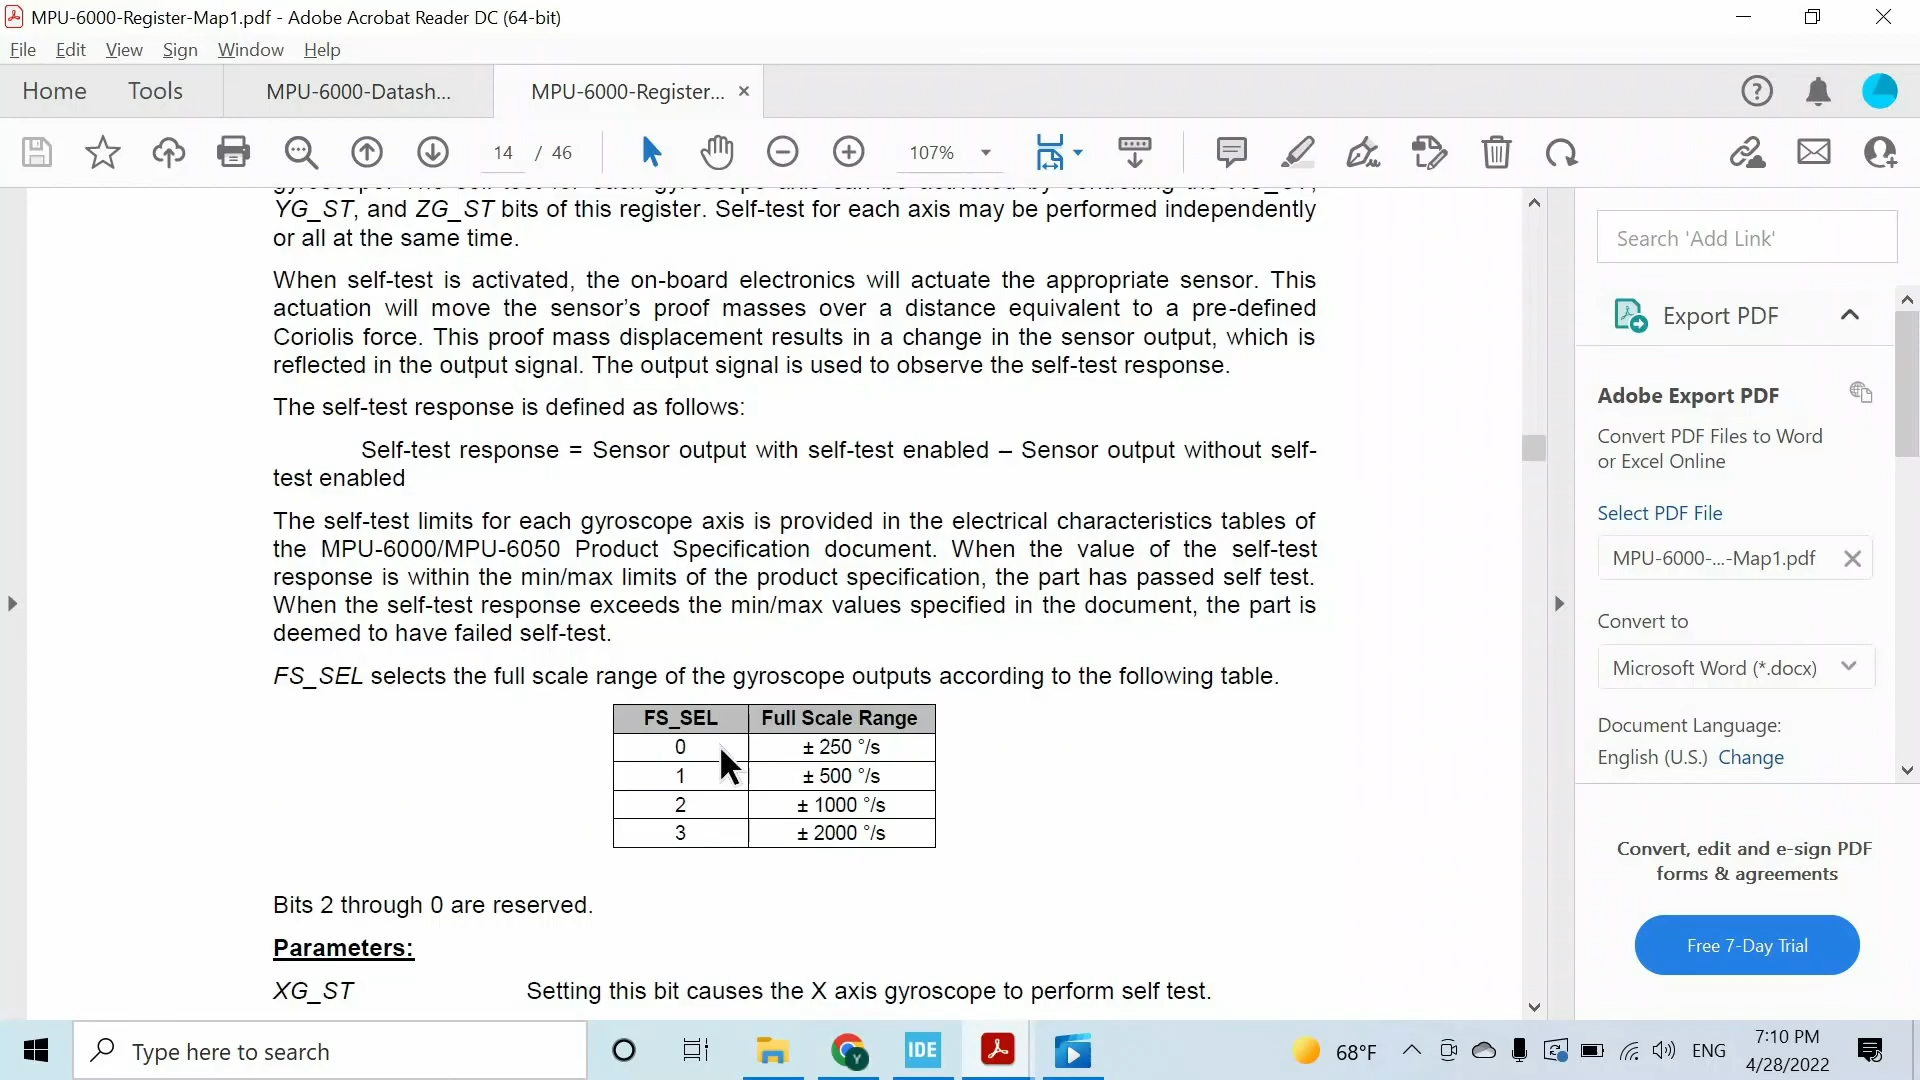 MPU-6000-Register-Map1.pdf - Adobe Acrobat Reader DC (64-bit)
File Edit View Sign Window Help
Home Tools MPU-6000-Datash... MPU-6000-Register... ×
14 / 46 107%
YG_ST, and ZG_ST bits of this register. Self-test for each axis may be performed independently
or all at the same time.
When self-test is activated, the on-board electronics will actuate the appropriate sensor. This
actuation will move the sensor's proof masses over a distance equivalent to a pre-defined
Coriolis force. This proof mass displacement results in a change in the sensor output, which is
reflected in the output signal. The output signal is used to observe the self-test response.
The self-test response is defined as follows:
Self-test response = Sensor output with self-test enabled – Sensor output without self-
test enabled
The self-test limits for each gyroscope axis is provided in the electrical characteristics tables of
the MPU-6000/MPU-6050 Product Specification document. When the value of the self-test
response is within the min/max limits of the product specification, the part has passed self test.
When the self-test response exceeds the min/max values specified in the document, the part is
deemed to have failed self-test.
FS_SEL selects the full scale range of the gyroscope outputs according to the following table.
FS_SEL Full Scale Range
0 ± 250 °/s
1 ± 500 °/s
2 ± 1000 °/s
3 ± 2000 °/s
Bits 2 through 0 are reserved.
Parameters:
XG_ST Setting this bit causes the X axis gyroscope to perform self test.
Search 'Add Link'
Export PDF
Adobe Export PDF
Convert PDF Files to Word
or Excel Online
Select PDF File
MPU-6000-...-Map1.pdf
Convert to
Microsoft Word (*.docx)
Document Language:
English (U.S.) Change
Convert, edit and e-sign PDF
forms & agreements
Free 7-Day Trial
Type here to search
IDE
68°F
ENG
7:10 PM
4/28/2022